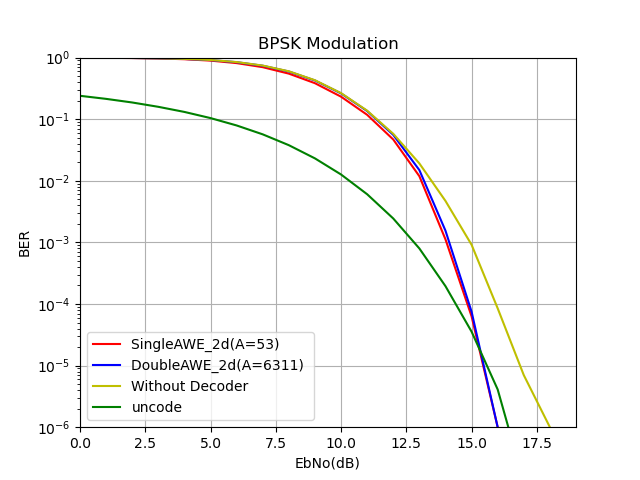 BPSK Modulation
BER
10^0
10^-1
10^-2
10^-3
10^-4
10^-5
10^-6
SingleAWE_2d(A=53)
DoubleAWE_2d(A=6311)
Without Decoder
uncode
0.0 2.5 5.0 7.5 10.0 12.5 15.0 17.5
EbNo(dB)